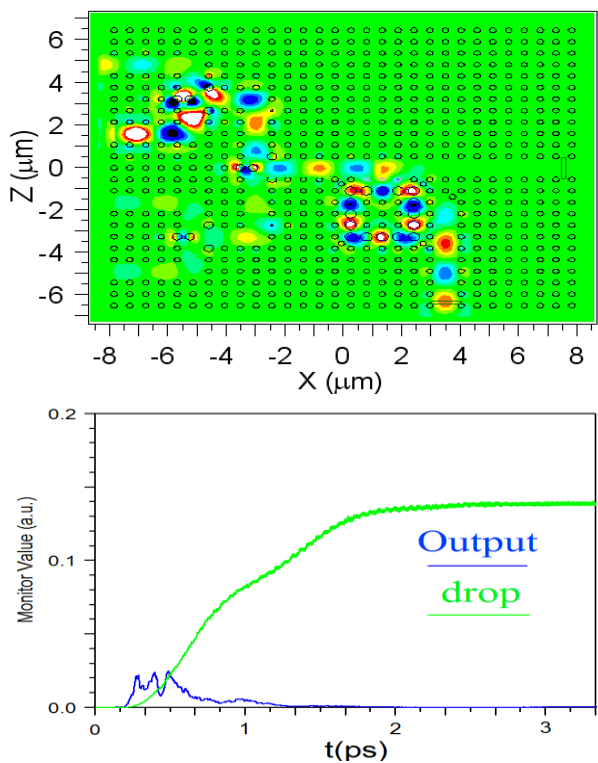 Z (μm)
6
4
2
0
-2
-4
-6
-8 -6 -4 -2 0 2 4 6 8
X (μm)
Monitor Value (a.u.)
0.2
0.1
0.0
Output
drop
0 1 2 3
t(ps)